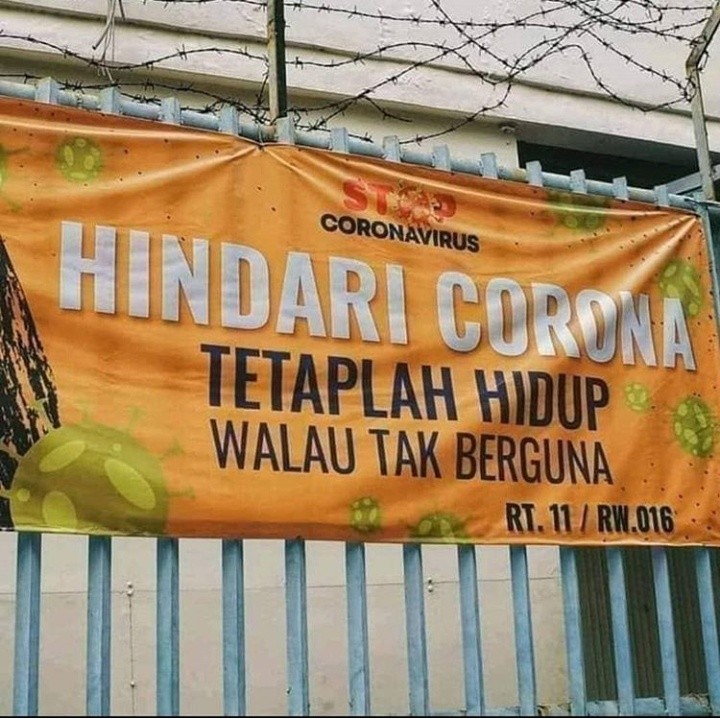 STOP
CORONAVIRUS
HINDARI CORONA
TETAPLAH HIDUP
WALAU TAK BERGUNA
RT. 11 / RW.016